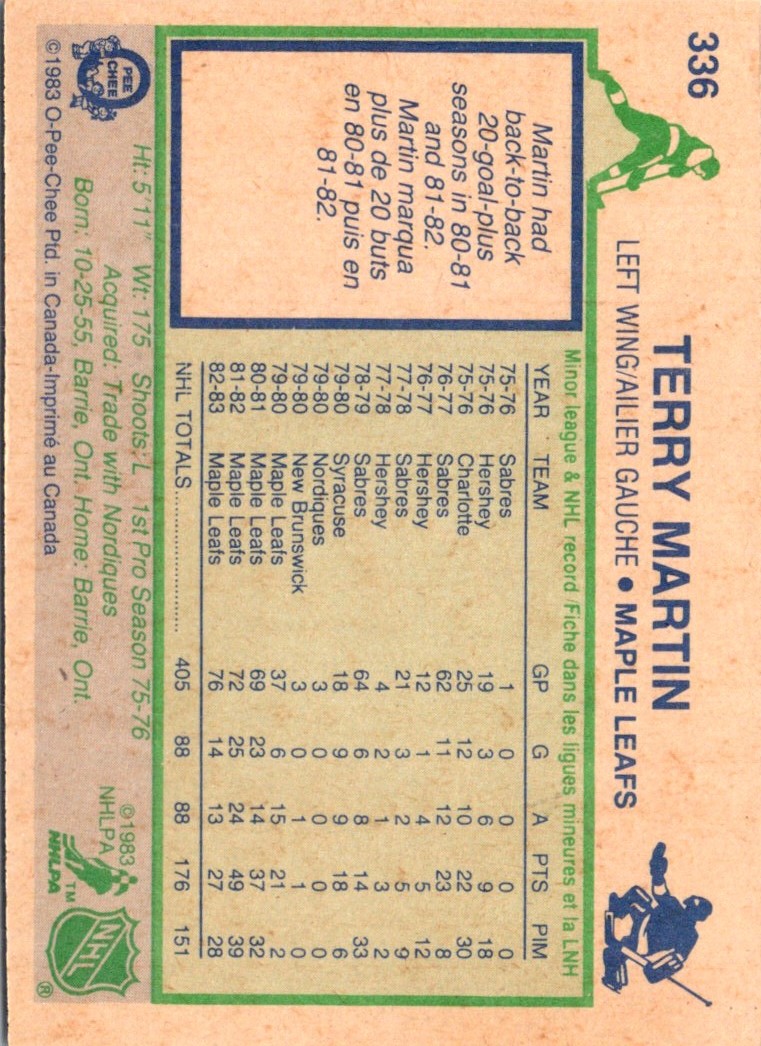 336
TERRY MARTIN
LEFT WING/AILIER GAUCHE • MAPLE LEAFS
Martin had
back-to-back
20-goal-plus
seasons in 80-81
and 81-82.
Martin marqua
plus de 20 buts
en 80-81 puis en
81-82.
Minor league & NHL record/Fiche dans les ligues mineures et la LNH
YEAR TEAM GP G A PTS PIM
75-76 Sabres 1 0 0 0 0
75-76 Hershey 19 3 6 9 18
75-76 Charlotte 25 12 10 22 30
76-77 Sabres 62 11 12 23 8
76-77 Hershey 12 1 4 5 12
77-78 Sabres 21 3 2 5 9
77-78 Hershey 4 2 1 3 2
78-79 Sabres 64 6 8 14 33
79-80 Syracuse 18 9 9 18 6
79-80 Nordiques 3 0 0 0 0
79-80 New Brunswick 3 0 1 1 0
79-80 Maple Leafs 37 6 15 21 2
80-81 Maple Leafs 69 23 14 37 32
81-82 Maple Leafs 72 25 24 49 39
82-83 Maple Leafs 76 14 13 27 28
NHL TOTALS.................... 405 88 88 176 151
O PEE CHEE
Ht: 5'11" Wt: 175 Shoots: L 1st Pro Season 75-76
Acquired: Trade with Nordiques
Born: 10-25-55, Barrie, Ont. Home: Barrie, Ont.
©1983 O-Pee-Chee Ptd. in Canada-Imprimé au Canada
©1983
NHLPA
NHLPA
TM
NHL
®